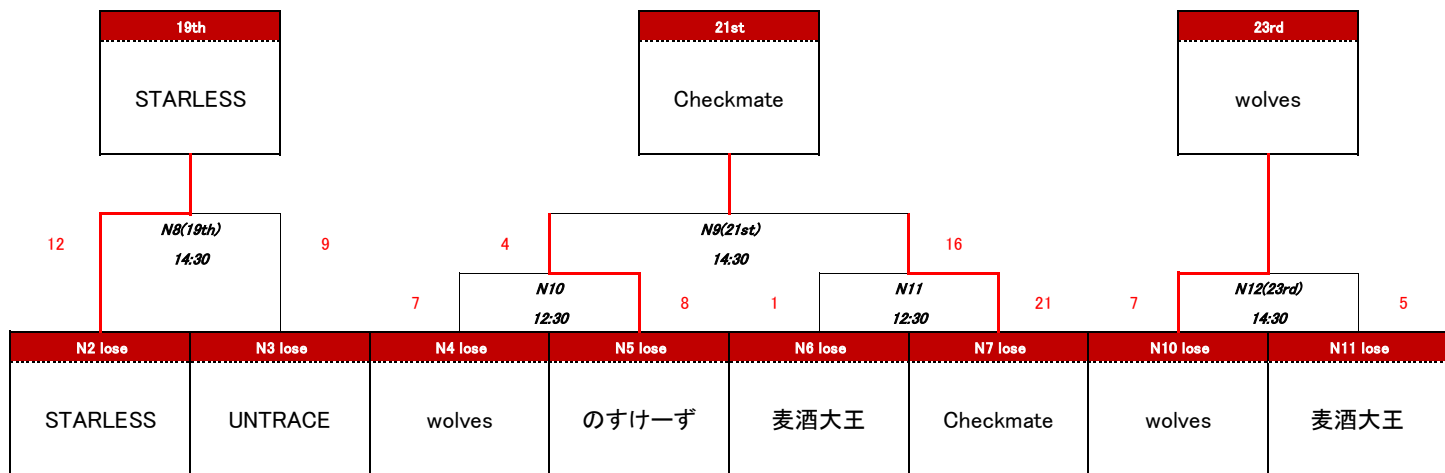 19th 21st 23rd
STARLESS Checkmate wolves
N8(19th) N9(21st)
12 9 4 16
14:30 14:30
N10 N11 N12(23rd)
7 8 1 21 7 5
12:30 12:30 14:30
N2 lose N3 lose N4 lose N5 lose N6 lose N7 lose N10 lose N11 lose
STARLESS UNTRACE wolves のすけーず 麦酒大王 Checkmate wolves 麦酒大王